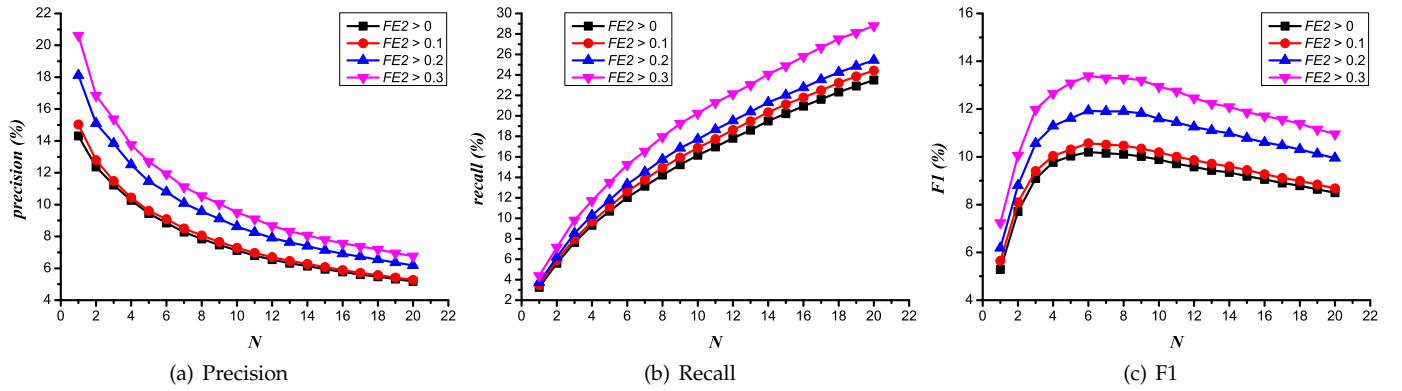 precision (%)
22
20
18
16
14
12
10
8
6
4
0 2 4 6 8 10 12 14 16 18 20 22
N
FE2 > 0
FE2 > 0.1
FE2 > 0.2
FE2 > 0.3
(a) Precision
recall (%)
30
28
26
24
22
20
18
16
14
12
10
8
6
4
2
0 2 4 6 8 10 12 14 16 18 20 22
N
FE2 > 0
FE2 > 0.1
FE2 > 0.2
FE2 > 0.3
(b) Recall
F1 (%)
16
14
12
10
8
6
4
0 2 4 6 8 10 12 14 16 18 20 22
N
FE2 > 0
FE2 > 0.1
FE2 > 0.2
FE2 > 0.3
(c) F1